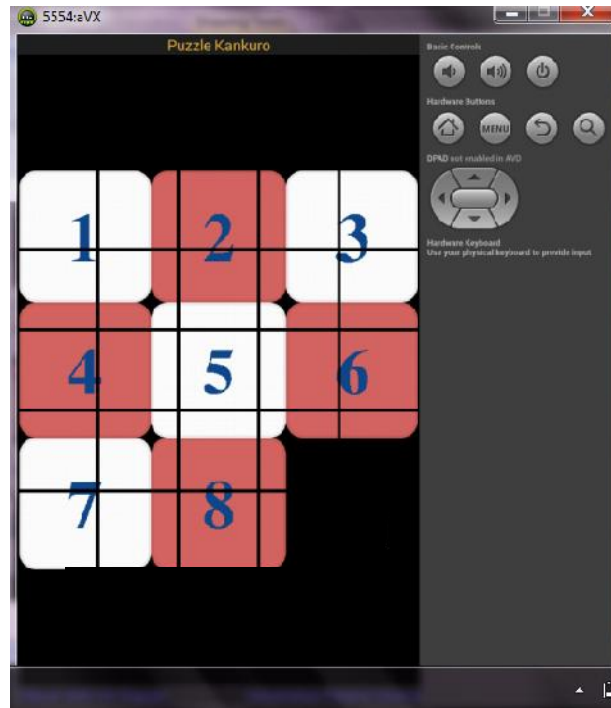 5554:aVX
Puzzle Kankuro
Basic Controls
Hardware Buttons
MENU
DPAD not enabled in AVD
Hardware Keyboard
Use your physical keyboard to provide input
1 2 3
4 5 6
7 8